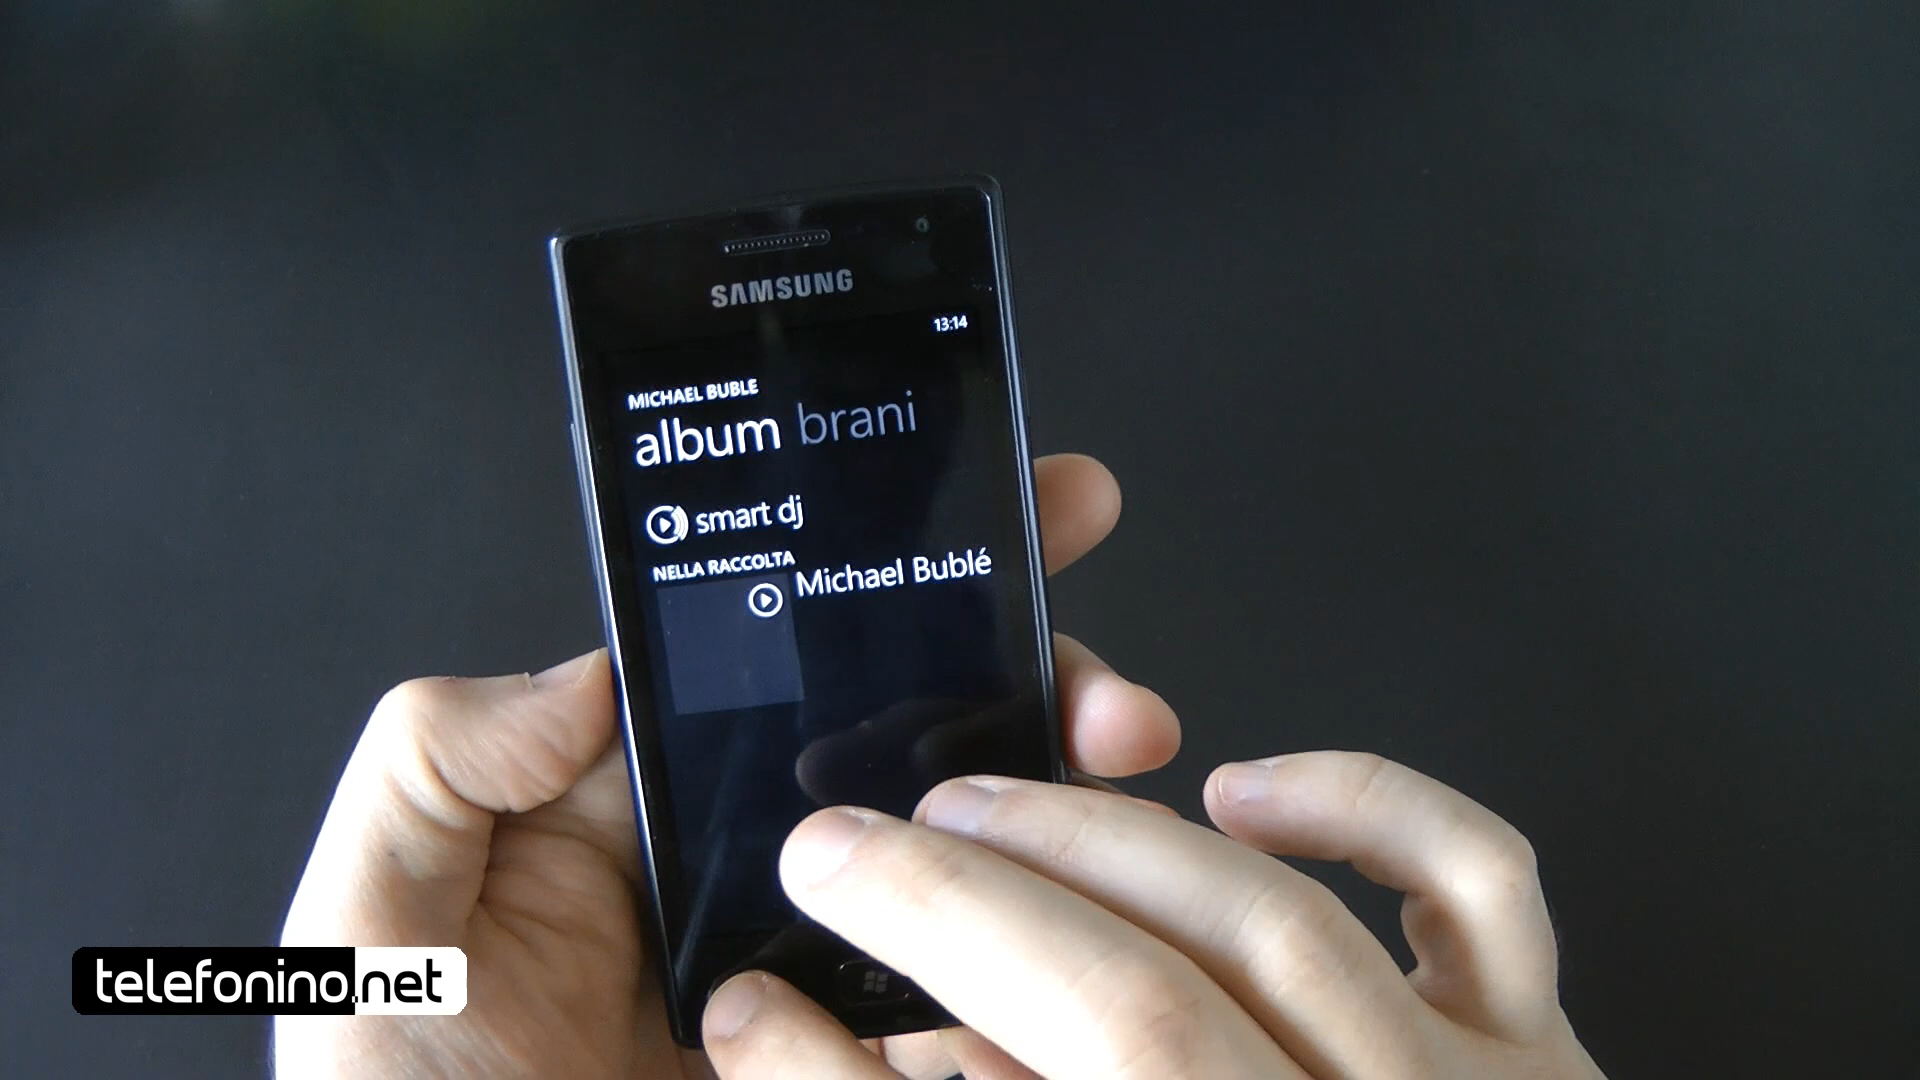 SAMSUNG
13:14
MICHAEL BUBLE
album brani
smart dj
NELLA RACCOLTA
Michael Bublé
telefonino.net